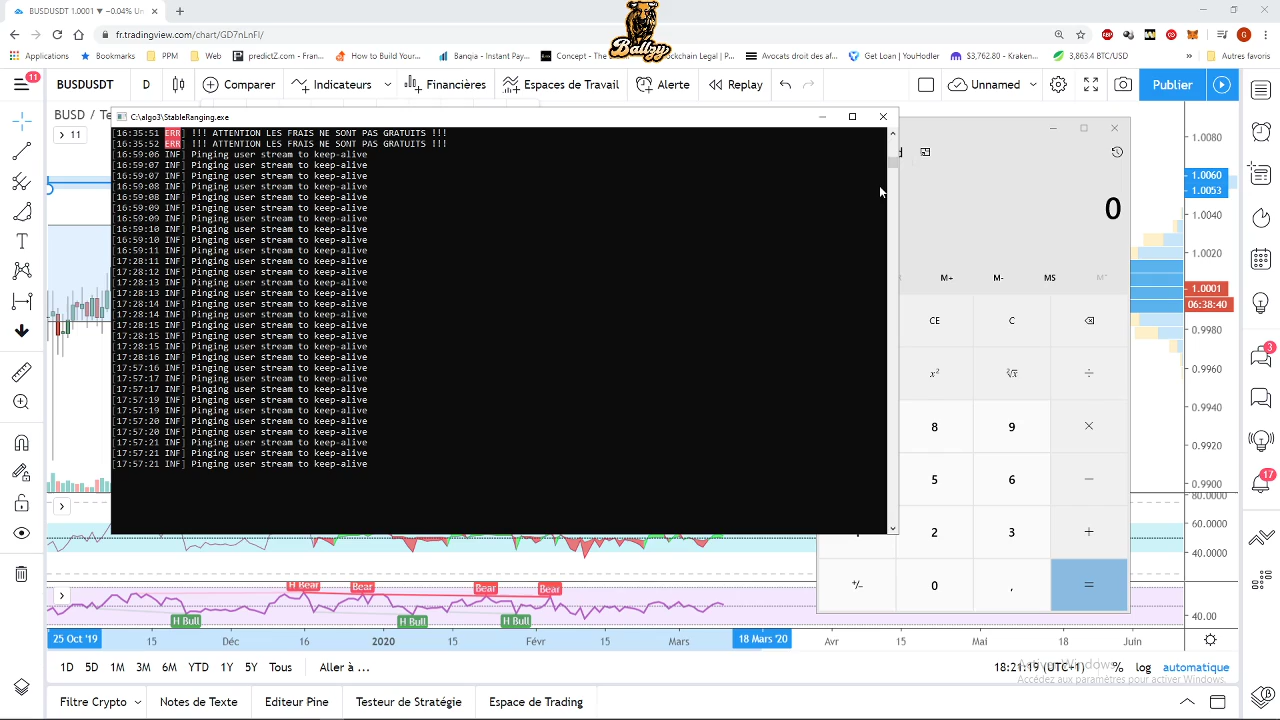 BUSDUSDT 1.0001 ▼ −0.04% Un
fr.tradingview.com/chart/GD7nLnFI/
Applications
Bookmarks
PPM
Web
predictZ.com - Fran...
How to Build Your...
Banqia - Instant Pay...
Concept - The
ckchain Legal | P...
Avocats droit des af...
Get Loan | YouHodler
$3,762.80 - Kraken...
3,863.4 BTC/USD
»
Autres favoris
Ballzy
11
BUSDUSDT
D
Comparer
Indicateurs
Financières
Espaces de Travail
Alerte
Replay
Unnamed
Publier
BUSD / Te
11
C:\algo3\StableRanging.exe
[16:35:51 ERR] !!! ATTENTION LES FRAIS NE SONT PAS GRATUITS !!!
[16:35:52 ERR] !!! ATTENTION LES FRAIS NE SONT PAS GRATUITS !!!
[16:59:06 INF] Pinging user stream to keep-alive
[16:59:07 INF] Pinging user stream to keep-alive
[16:59:07 INF] Pinging user stream to keep-alive
[16:59:08 INF] Pinging user stream to keep-alive
[16:59:08 INF] Pinging user stream to keep-alive
[16:59:09 INF] Pinging user stream to keep-alive
[16:59:09 INF] Pinging user stream to keep-alive
[16:59:10 INF] Pinging user stream to keep-alive
[16:59:10 INF] Pinging user stream to keep-alive
[16:59:11 INF] Pinging user stream to keep-alive
[17:28:11 INF] Pinging user stream to keep-alive
[17:28:12 INF] Pinging user stream to keep-alive
[17:28:13 INF] Pinging user stream to keep-alive
[17:28:13 INF] Pinging user stream to keep-alive
[17:28:14 INF] Pinging user stream to keep-alive
[17:28:14 INF] Pinging user stream to keep-alive
[17:28:15 INF] Pinging user stream to keep-alive
[17:28:15 INF] Pinging user stream to keep-alive
[17:28:15 INF] Pinging user stream to keep-alive
[17:28:16 INF] Pinging user stream to keep-alive
[17:57:16 INF] Pinging user stream to keep-alive
[17:57:17 INF] Pinging user stream to keep-alive
[17:57:17 INF] Pinging user stream to keep-alive
[17:57:19 INF] Pinging user stream to keep-alive
[17:57:19 INF] Pinging user stream to keep-alive
[17:57:20 INF] Pinging user stream to keep-alive
[17:57:20 INF] Pinging user stream to keep-alive
[17:57:21 INF] Pinging user stream to keep-alive
[17:57:21 INF] Pinging user stream to keep-alive
[17:57:21 INF] Pinging user stream to keep-alive
0
M+ M- MS
CE C
x² ÷
8 9 ×
5 6 −
2 3 +
+/− 0 , =
1.0080
1.0060
1.0053
1.0040
1.0020
1.0001
06:38:40
0.9980
0.9960
0.9940
0.9920
0.9900
80.0000
60.0000
40.0000
40.00
H Bear
Bear
Bear
Bear
H Bull
H Bull
H Bull
25 Oct '19
15
Déc
16
2020
15
Févr
15
Mars
18 Mars '20
Avr
15
Mai
18
Juin
1D 5D 1M 3M 6M YTD 1Y 5Y Tous
Aller à ...
18:21:19 (UTC+1)
%
log
automatique
Activer Windows
Accédez aux paramètres pour activer Windows.
Filtre Crypto
Notes de Texte
Editeur Pine
Testeur de Stratégie
Espace de Trading
3
17